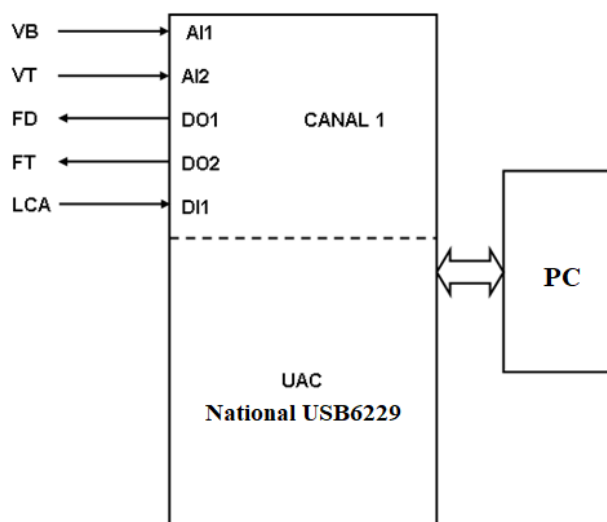 VB AI1
VT AI2
FD DO1 CANAL 1
FT DO2
LCA DI1
PC
UAC
National USB6229